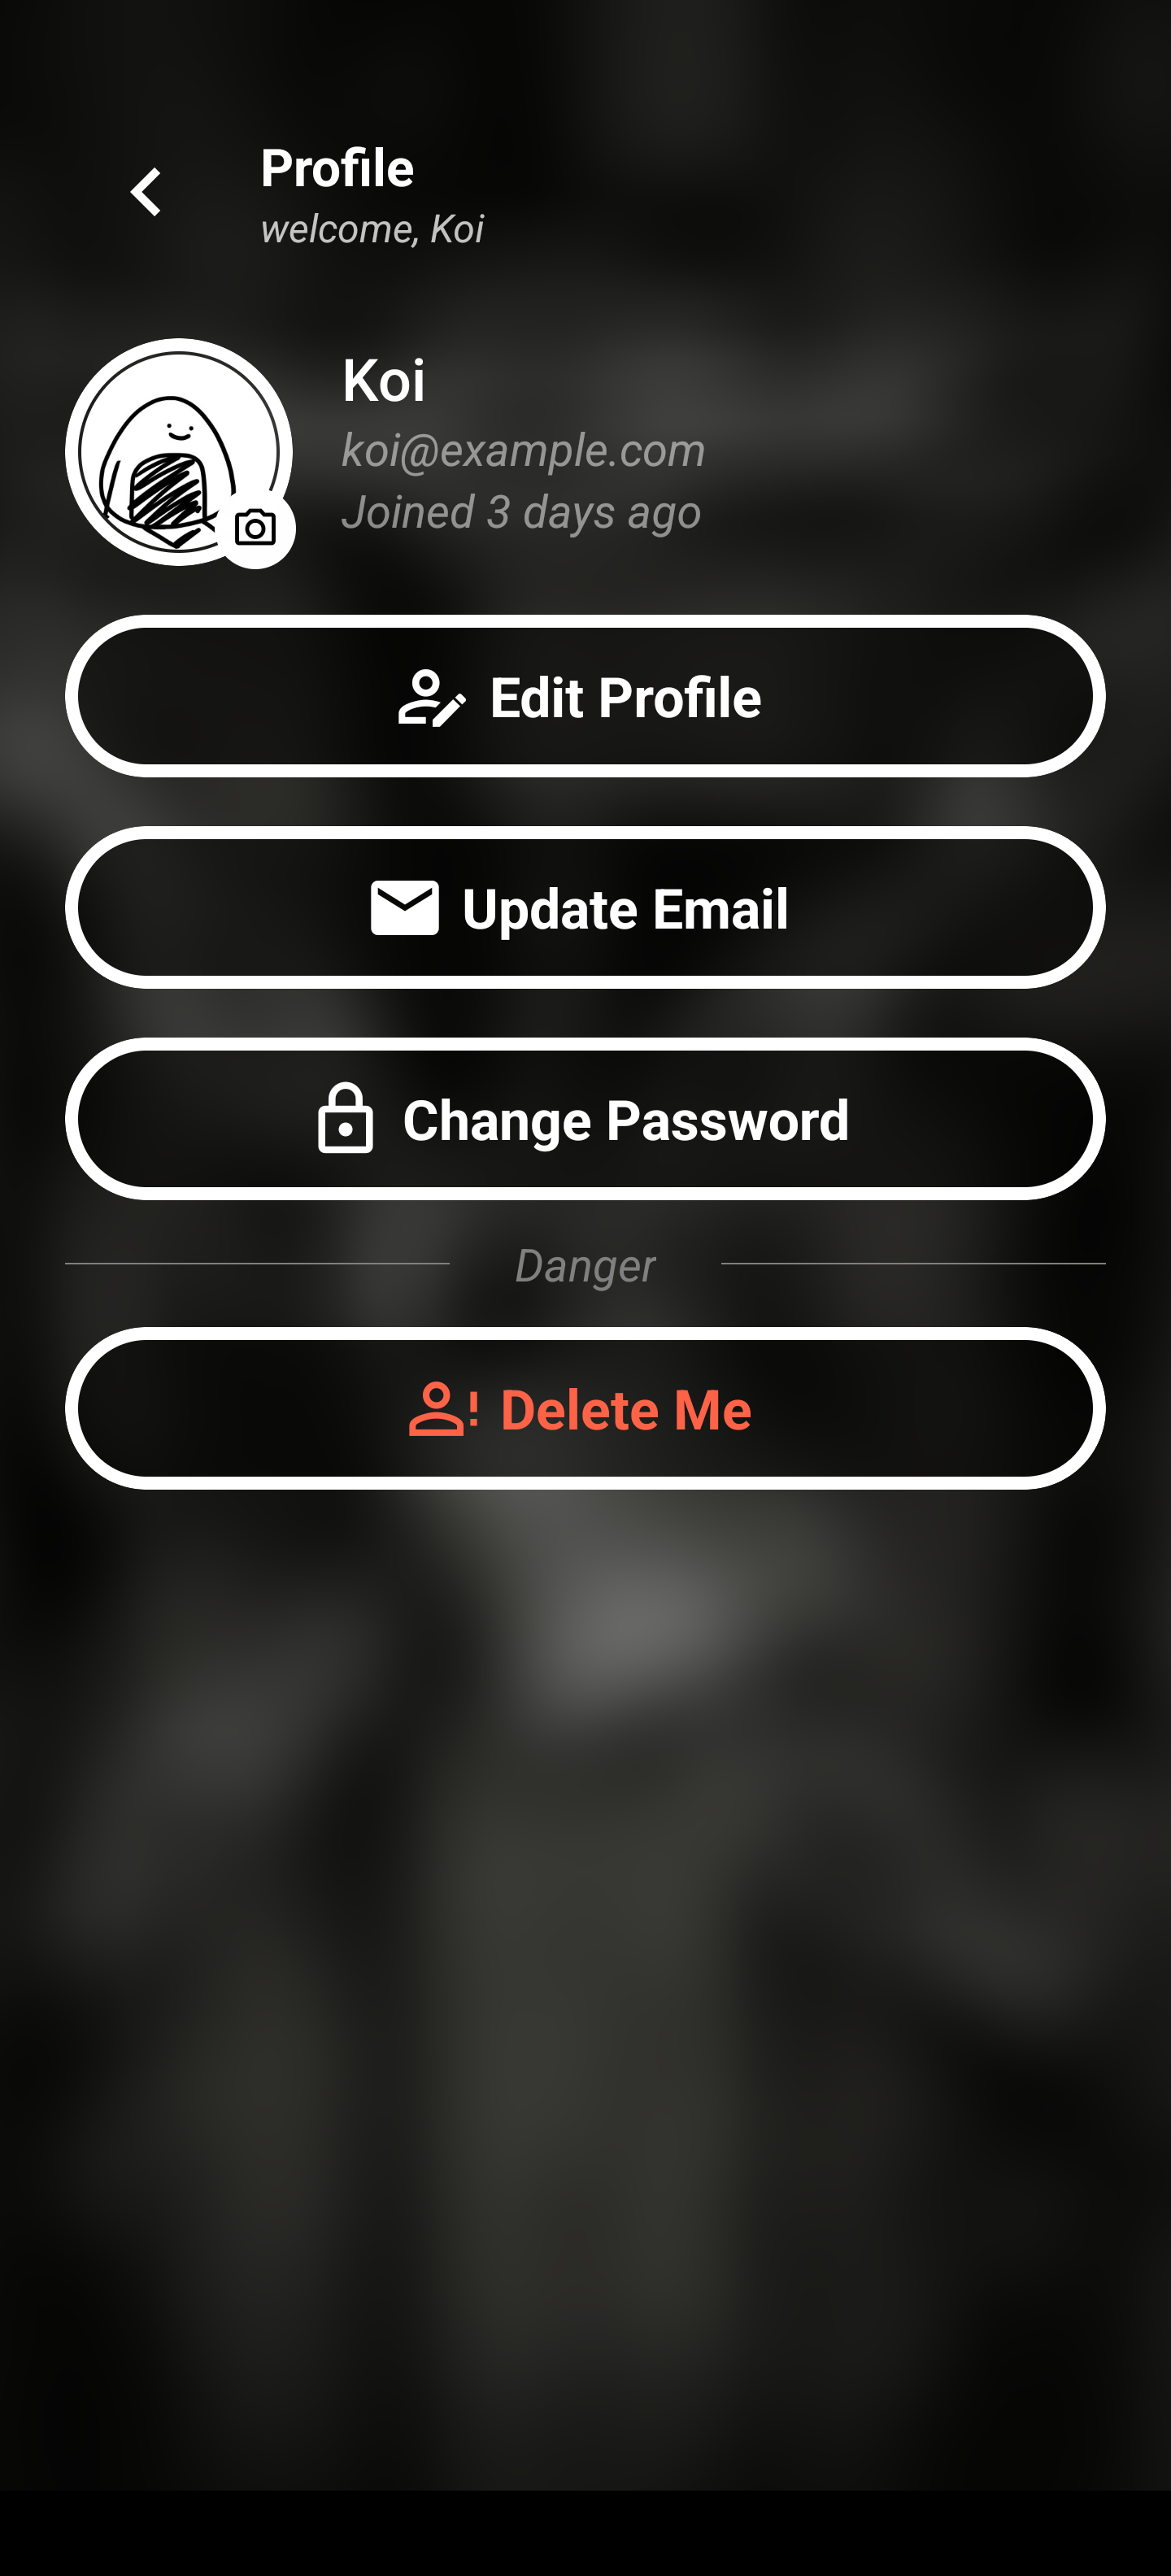 Profile
welcome, Koi
Koi
koi@example.com
Joined 3 days ago
Edit Profile
Update Email
Change Password
Danger
Delete Me